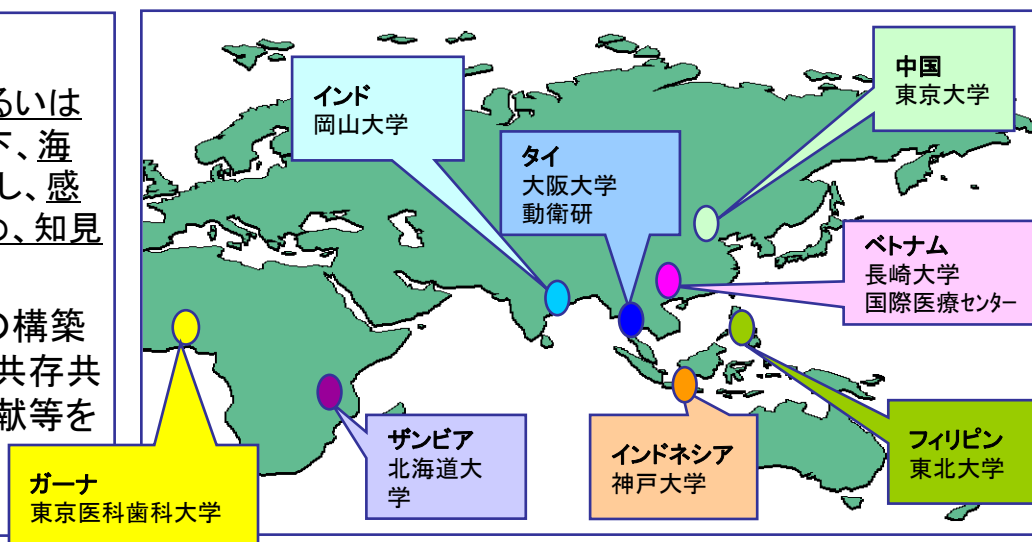 るいは
下、海
し、感
め、知見
の構築
共存共
献等を
インド
岡山大学
タイ
大阪大学
動衛研
中国
東京大学
ベトナム
長崎大学
国際医療センター
ガーナ
東京医科歯科大学
ザンビア
北海道大
学
インドネシア
神戸大学
フィリピン
東北大学